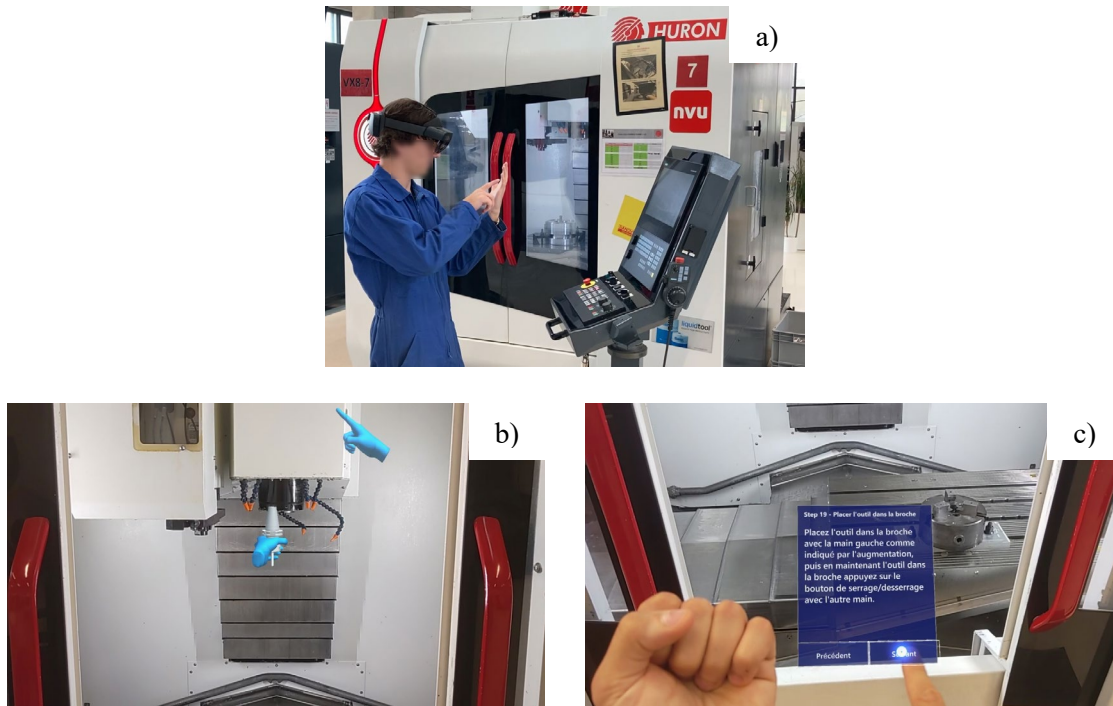 HURON
a)
VX8-7
7
nvu
liquidtool
b)
c)
Step 19 - Placer l'outil dans la broche
Placez l'outil dans la broche
avec la main gauche comme
indiqué par l'augmentation,
puis en maintenant l'outil dans
la broche appuyez sur le
bouton de serrage/desserrage
avec l'autre main.
Précédent